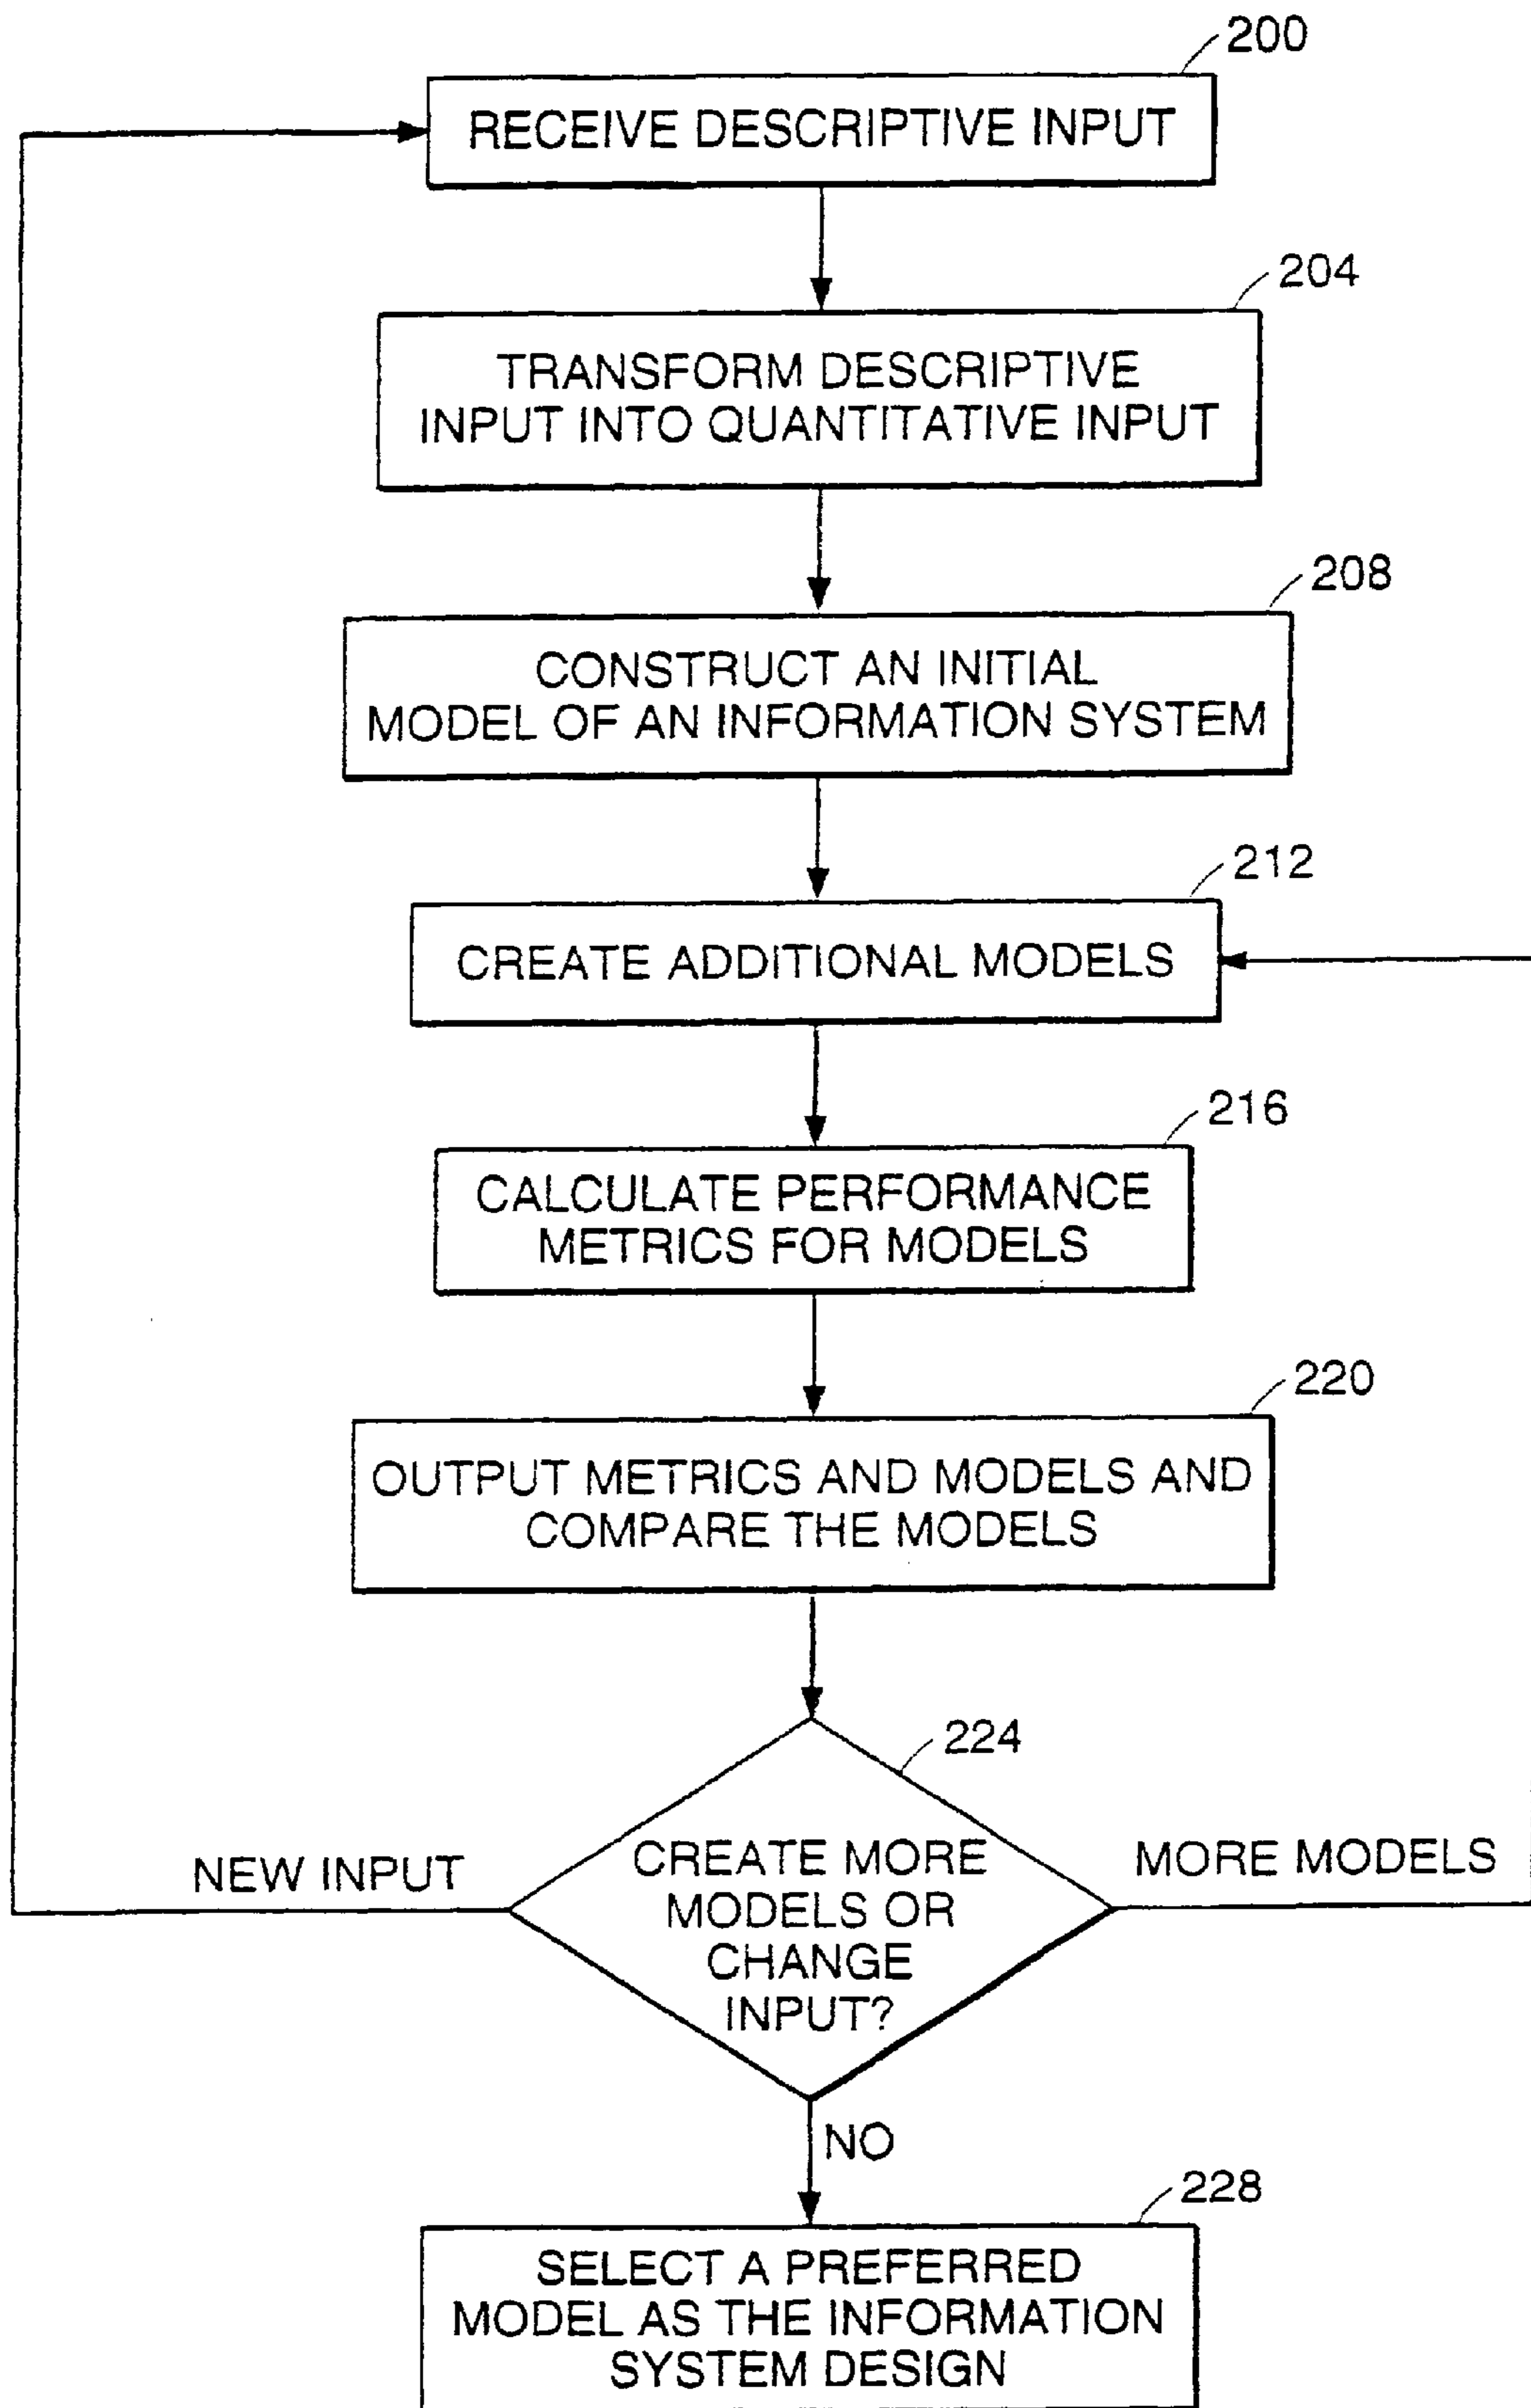 200
RECEIVE DESCRIPTIVE INPUT
204
TRANSFORM DESCRIPTIVE
INPUT INTO QUANTITATIVE INPUT
208
CONSTRUCT AN INITIAL
MODEL OF AN INFORMATION SYSTEM
212
CREATE ADDITIONAL MODELS
216
CALCULATE PERFORMANCE
METRICS FOR MODELS
220
OUTPUT METRICS AND MODELS AND
COMPARE THE MODELS
224
NEW INPUT
CREATE MORE
MODELS OR
CHANGE
INPUT?
MORE MODELS
NO
228
SELECT A PREFERRED
MODEL AS THE INFORMATION
SYSTEM DESIGN